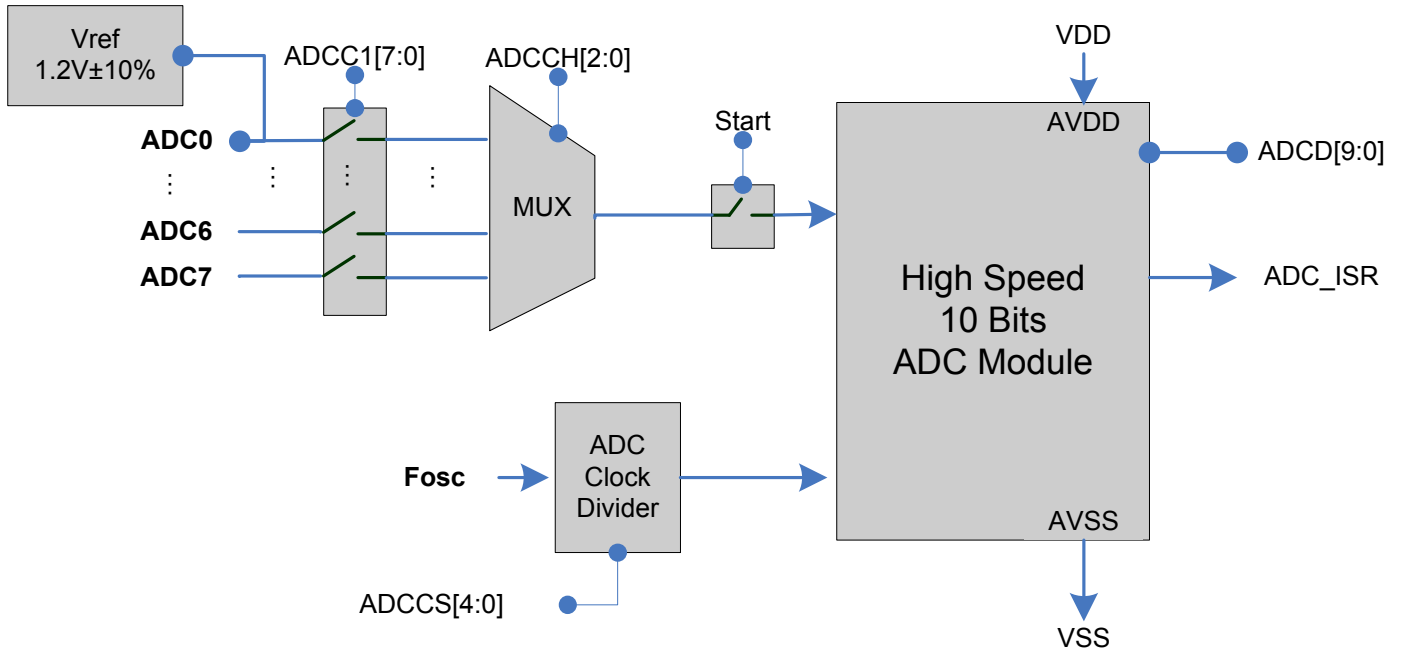 Vref
1.2V±10%
ADCC1[7:0]
ADCCH[2:0]
VDD
Start
AVDD
ADC0
ADCD[9:0]
MUX
ADC6
ADC7
High Speed
10 Bits
ADC Module
ADC_ISR
ADC
Clock
Divider
Fosc
AVSS
ADCCS[4:0]
VSS